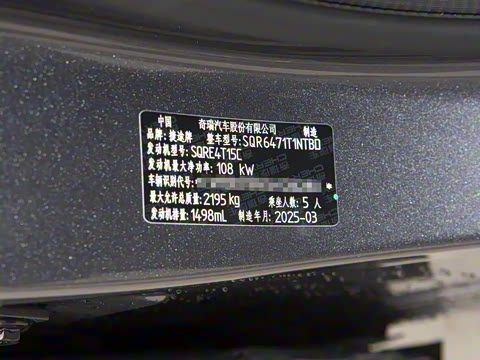 中国 奇瑞汽车股份有限公司 制造
品牌:捷途牌 整车型号:SQR6471T1NTBD
发动机型号:SQRE4T15C
发动机最大净功率:108 kW
车辆识别代号:
最大允许总质量:2195kg 乘坐人数:5人
发动机排量:1498mL 制造年月:2025-03